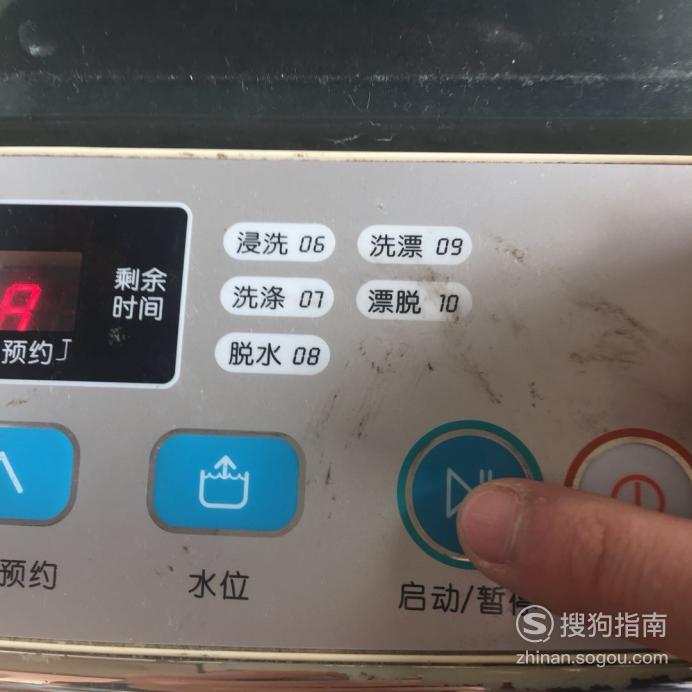 浸洗 06 洗漂 09
洗涤 07 漂脱 10
脱水 08
剩余
时间
预约
预约
水位
启动/暂停
搜狗指南
zhinan.sogou.com